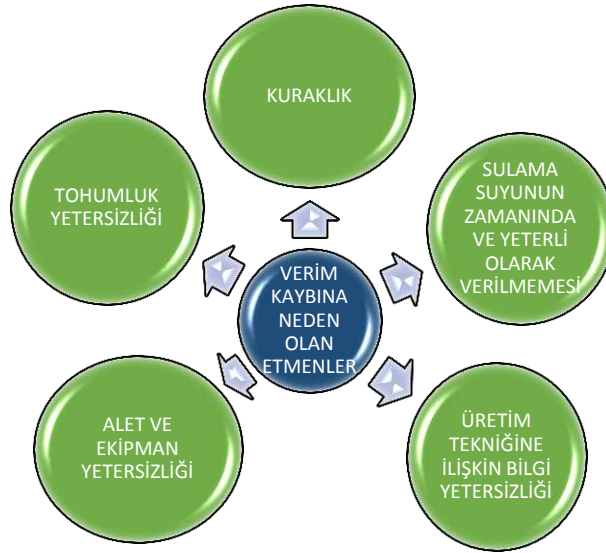 KURAKLIK
SULAMA
SUYUNUN
ZAMANINDA
VE YETERLİ
OLARAK
VERİLMEMESİ
ÜRETİM
TEKNİĞİNE
İLİŞKİN BİLGİ
YETERSİZLİĞİ
ALET VE
EKİPMAN
YETERSİZLİĞİ
TOHUMLUK
YETERSİZLİĞİ
VERİM
KAYBINA
NEDEN
OLAN
ETMENLER